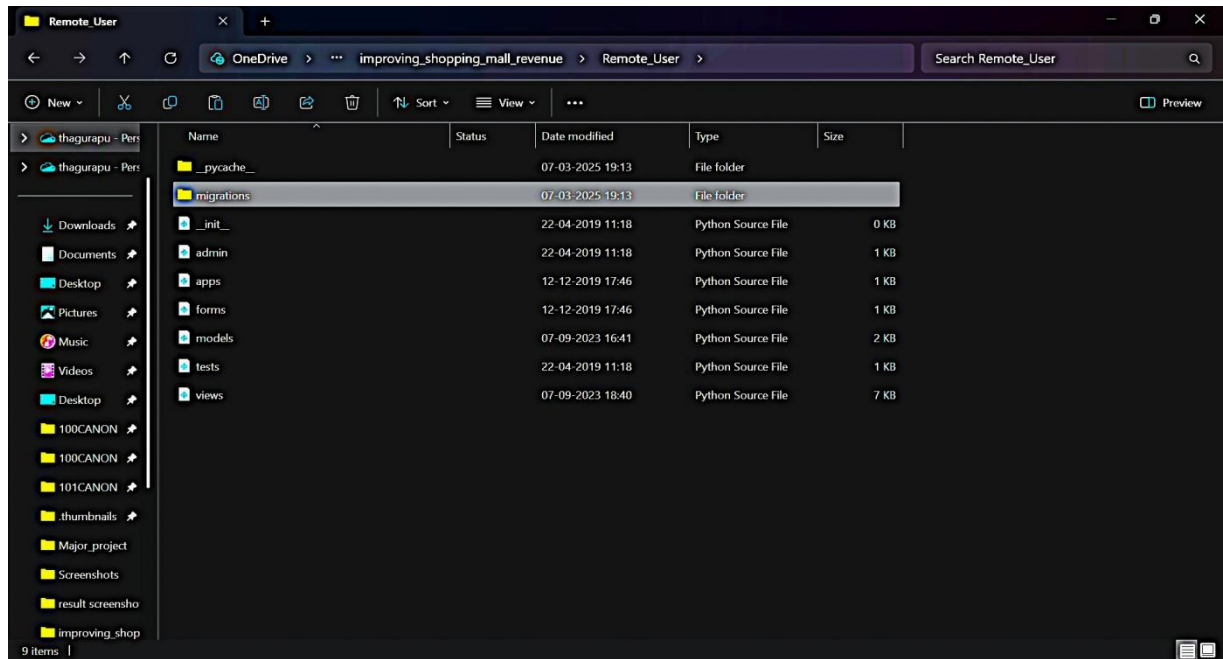 Remote_User
OneDrive > ... improving_shopping_mall_revenue > Remote_User >
Search Remote_User
New
Sort
View
...
Preview
thagurapu - Pers
thagurapu - Pers
Downloads
Documents
Desktop
Pictures
Music
Videos
Desktop
100CANON
100CANON
101CANON
.thumbnails
Major_project
Screenshots
result screensho
improving_shop
Name Status Date modified Type Size
__pycache__ 07-03-2025 19:13 File folder
migrations 07-03-2025 19:13 File folder
__init__ 22-04-2019 11:18 Python Source File 0 KB
admin 22-04-2019 11:18 Python Source File 1 KB
apps 12-12-2019 17:46 Python Source File 1 KB
forms 12-12-2019 17:46 Python Source File 1 KB
models 07-09-2023 16:41 Python Source File 2 KB
tests 22-04-2019 11:18 Python Source File 1 KB
views 07-09-2023 18:40 Python Source File 7 KB
9 items